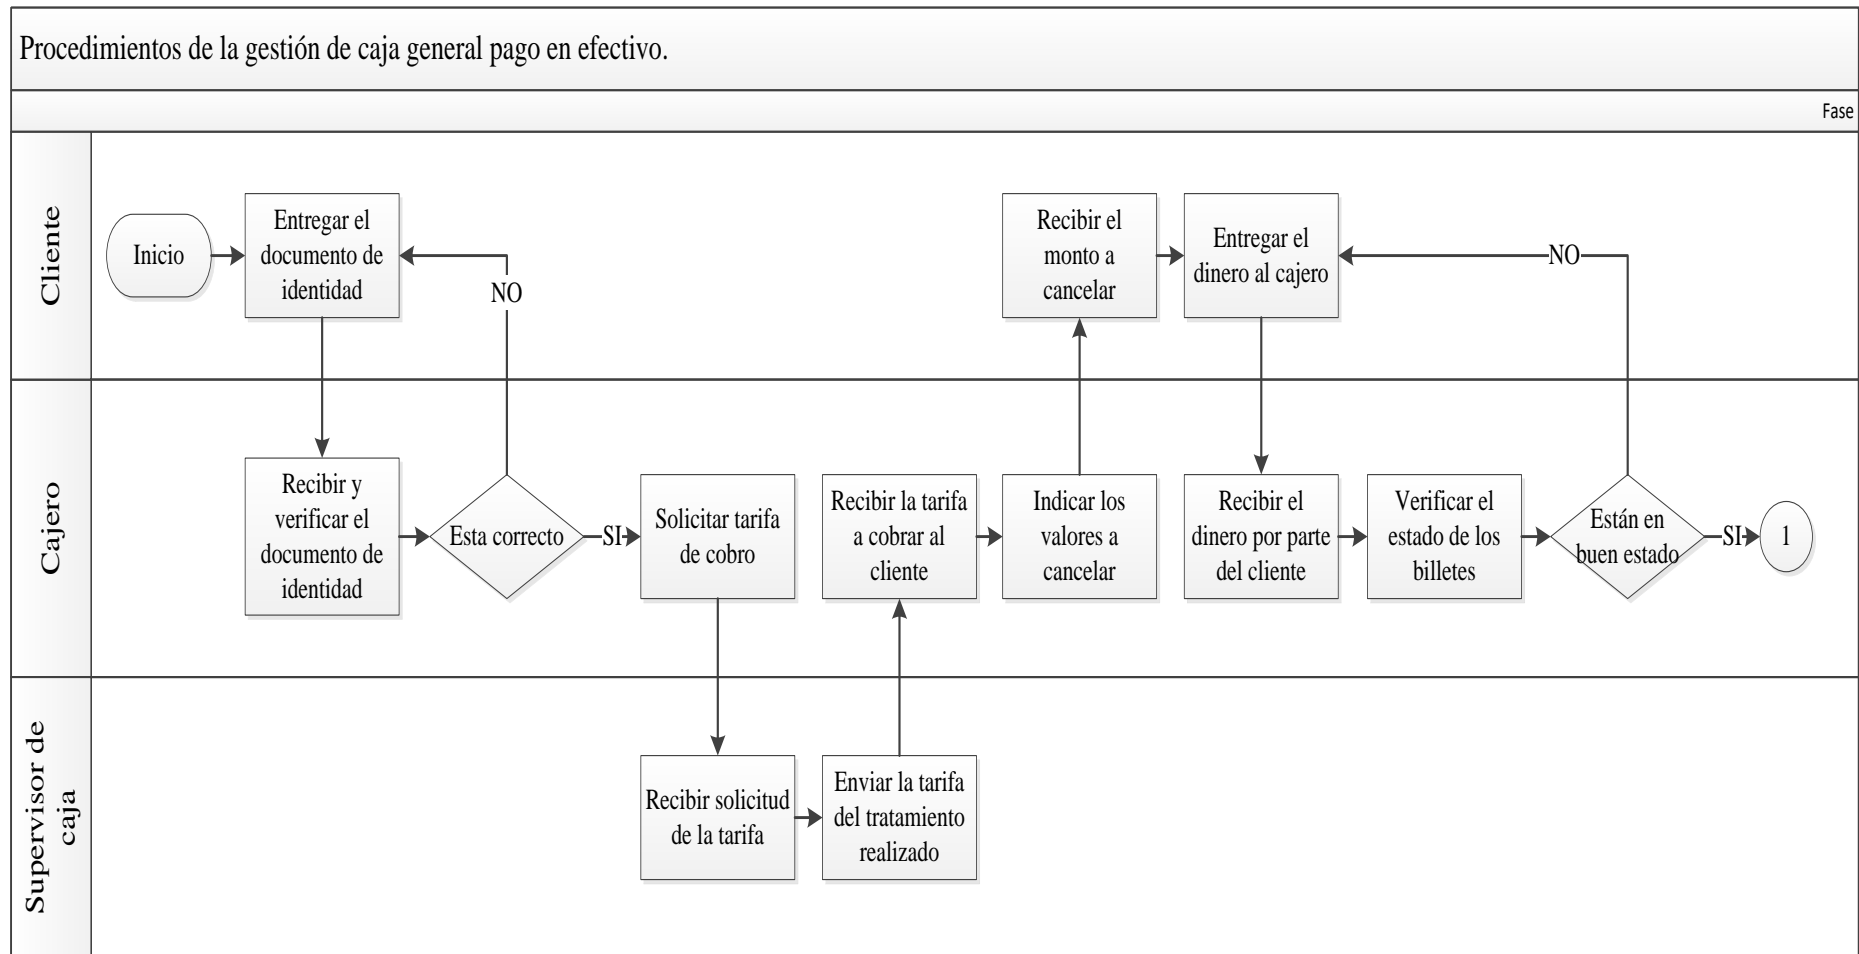 Procedimientos de la gestión de caja general pago en efectivo.
Fase
Cliente
Inicio
Entregar el
documento de
identidad
NO
Recibir el
monto a
cancelar
Entregar el
dinero al cajero
NO
Cajero
Recibir y
verificar el
documento de
identidad
Esta correcto
SI
Solicitar tarifa
de cobro
Recibir la tarifa
a cobrar al
cliente
Indicar los
valores a
cancelar
Recibir el
dinero por parte
del cliente
Verificar el
estado de los
billetes
Están en
buen estado
SI
1
Supervisor de
caja
Recibir solicitud
de la tarifa
Enviar la tarifa
del tratamiento
realizado